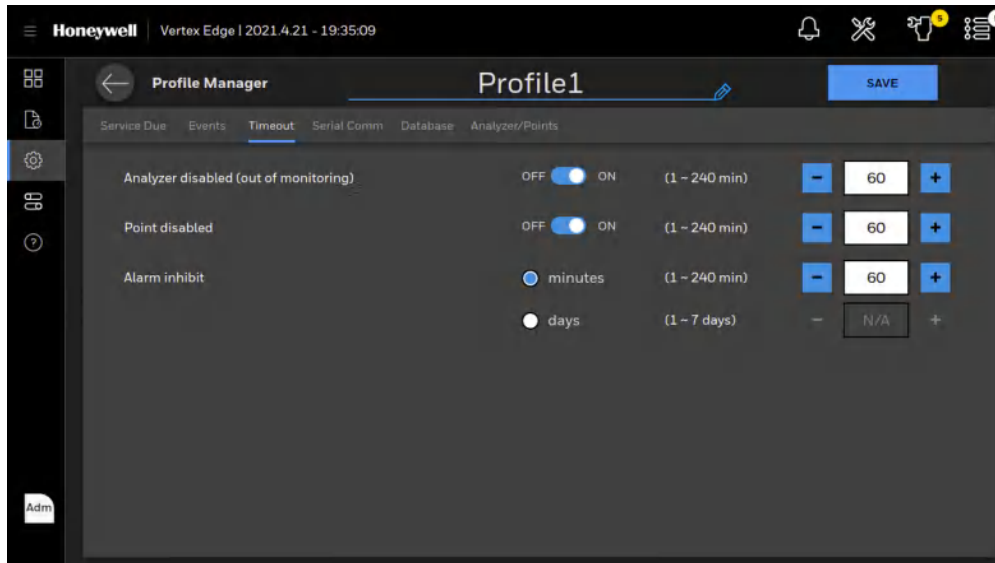 Honeywell Vertex Edge | 2021.4.21 - 19:35:09 5
Profile Manager Profile1 SAVE
Service Due Events Timeout Serial Comm Database Analyzer/Points
Analyzer disabled (out of monitoring) OFF ON (1 ~ 240 min) - 60 +
Point disabled OFF ON (1 ~ 240 min) - 60 +
Alarm inhibit minutes (1 ~ 240 min) - 60 +
days (1 ~ 7 days) - N/A +
Adm